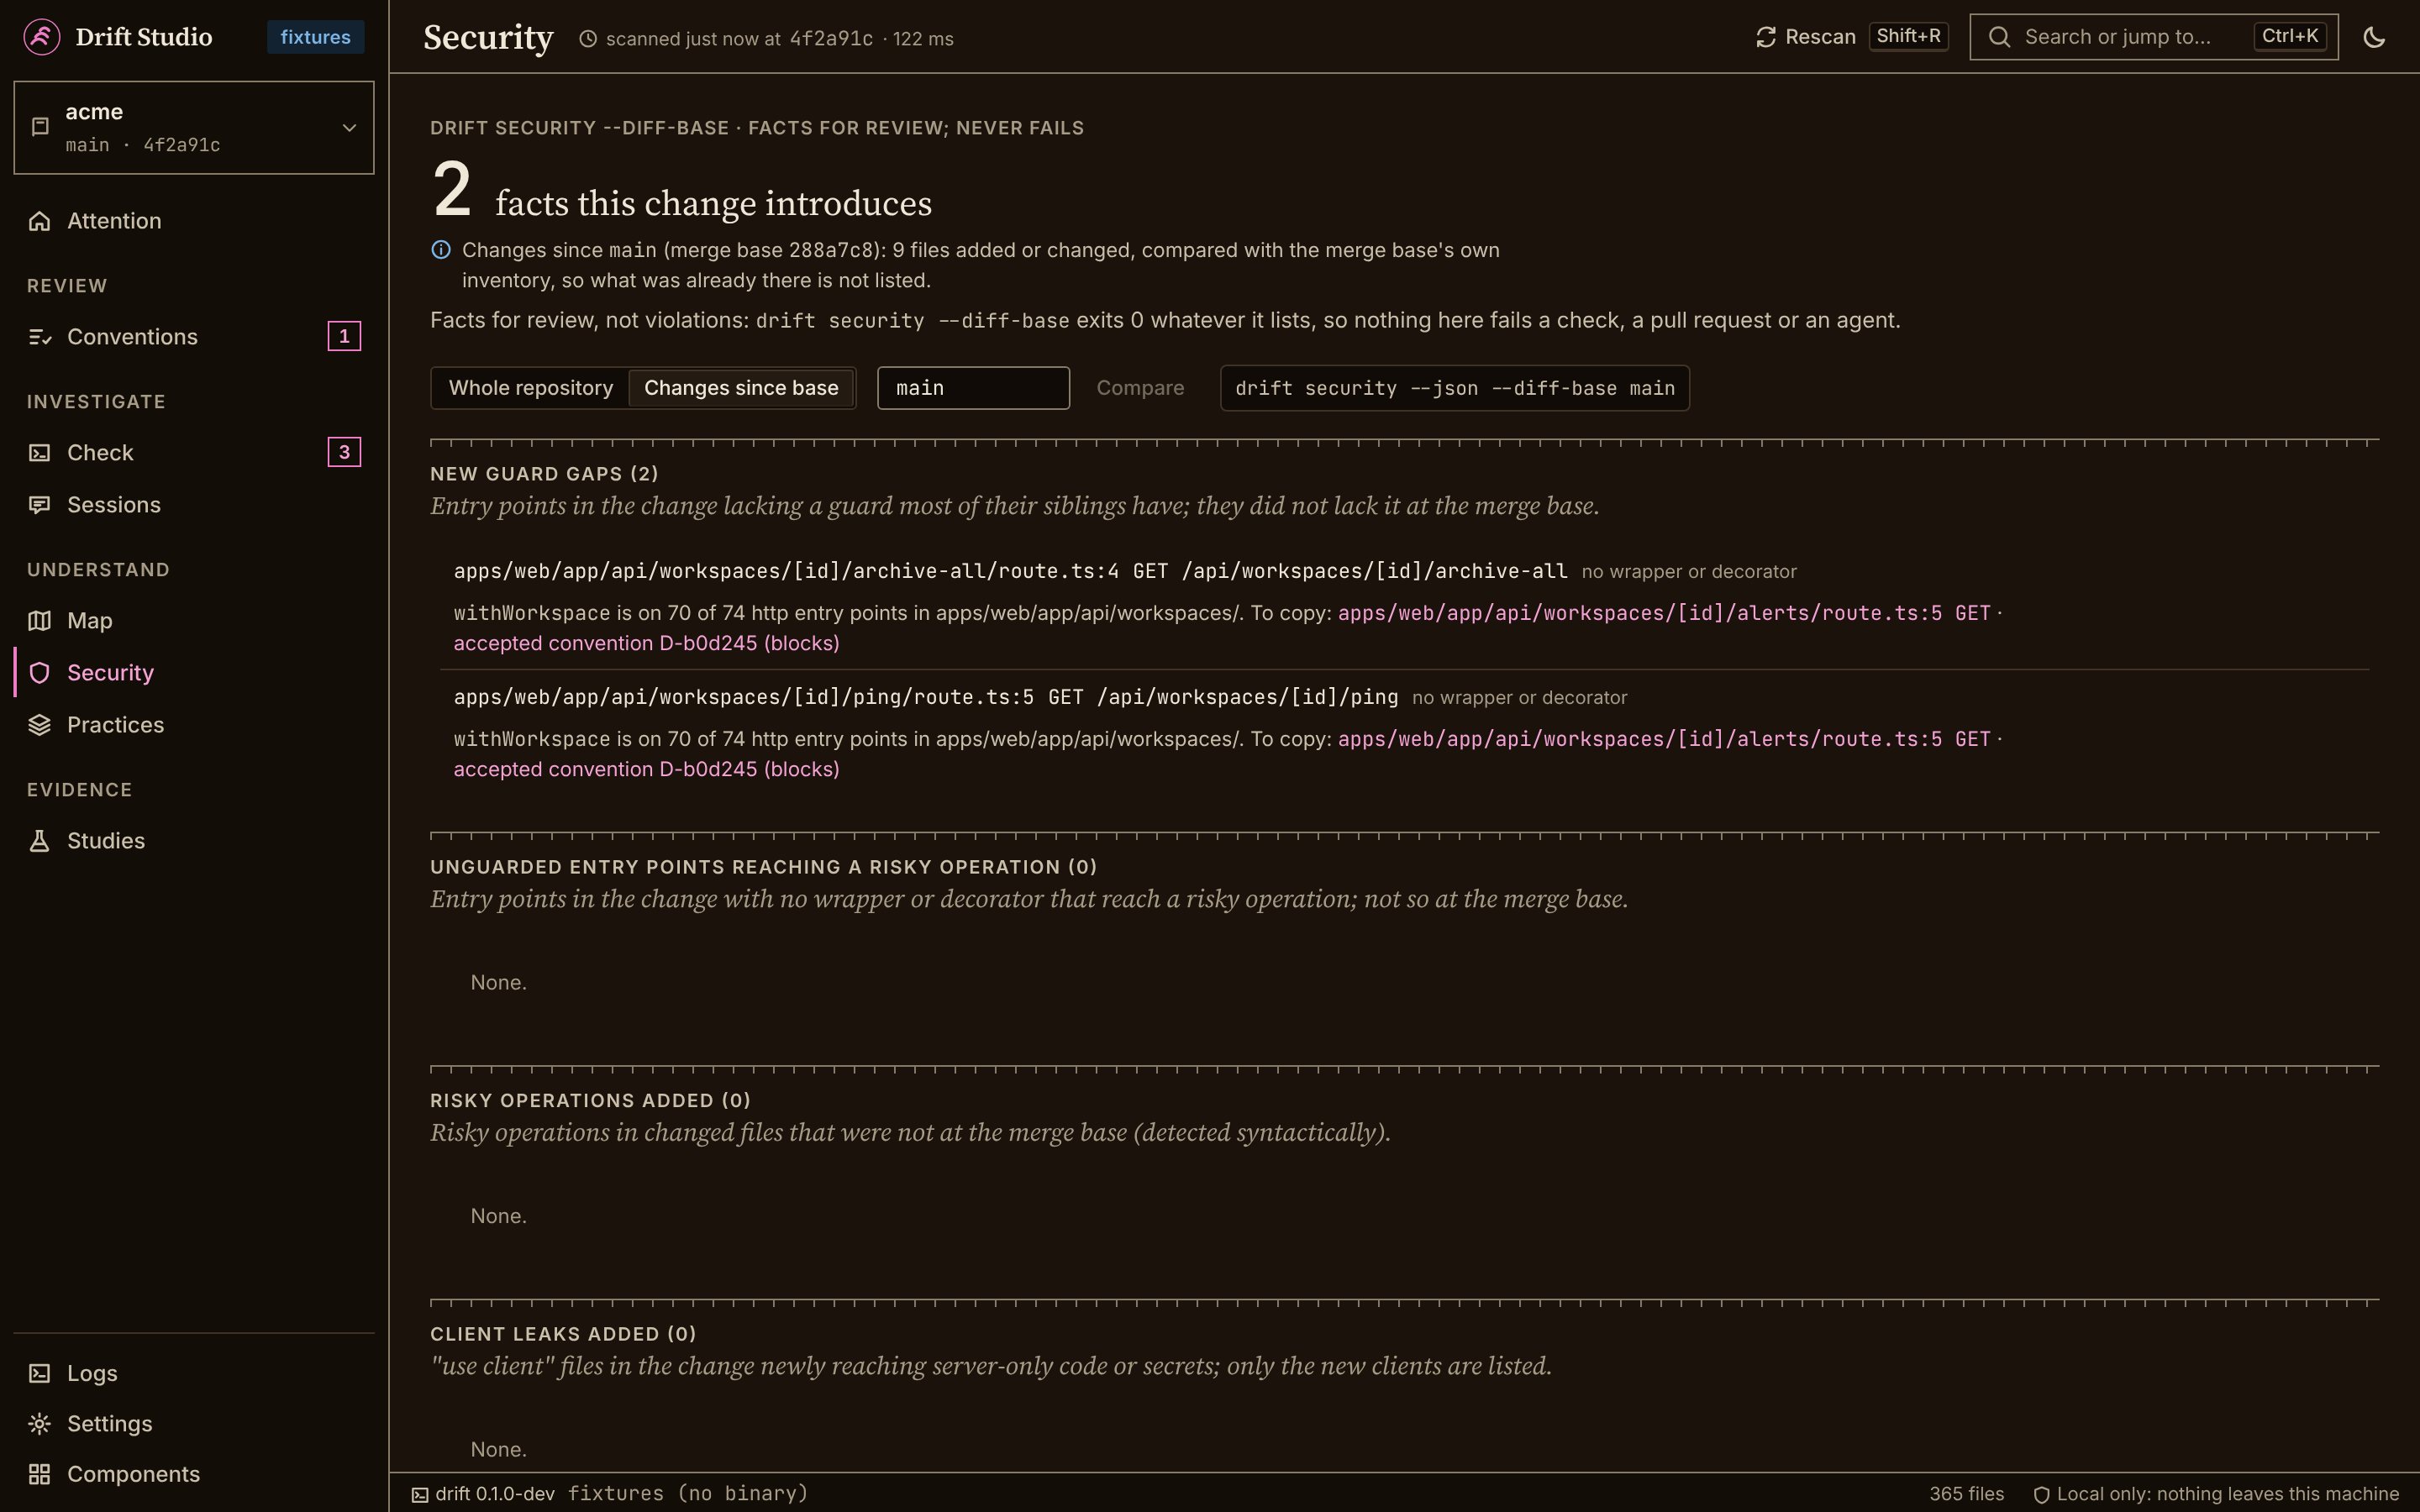 Drift Studio
fixtures
acme
main · 4f2a91c
Attention
REVIEW
Conventions 1
INVESTIGATE
Check 3
Sessions
UNDERSTAND
Map
Security
Practices
EVIDENCE
Studies
Logs
Settings
Components
Security
scanned just now at 4f2a91c · 122 ms
Rescan Shift+R
Search or jump to... Ctrl+K
DRIFT SECURITY --DIFF-BASE · FACTS FOR REVIEW; NEVER FAILS
2 facts this change introduces
Changes since main (merge base 288a7c8): 9 files added or changed, compared with the merge base's own
inventory, so what was already there is not listed.
Facts for review, not violations: drift security --diff-base exits 0 whatever it lists, so nothing here fails a check, a pull request or an agent.
Whole repository Changes since base main Compare drift security --json --diff-base main
NEW GUARD GAPS (2)
Entry points in the change lacking a guard most of their siblings have; they did not lack it at the merge base.
apps/web/app/api/workspaces/[id]/archive-all/route.ts:4 GET /api/workspaces/[id]/archive-all no wrapper or decorator
withWorkspace is on 70 of 74 http entry points in apps/web/app/api/workspaces/. To copy: apps/web/app/api/workspaces/[id]/alerts/route.ts:5 GET ·
accepted convention D-b0d245 (blocks)
apps/web/app/api/workspaces/[id]/ping/route.ts:5 GET /api/workspaces/[id]/ping no wrapper or decorator
withWorkspace is on 70 of 74 http entry points in apps/web/app/api/workspaces/. To copy: apps/web/app/api/workspaces/[id]/alerts/route.ts:5 GET ·
accepted convention D-b0d245 (blocks)
UNGUARDED ENTRY POINTS REACHING A RISKY OPERATION (0)
Entry points in the change with no wrapper or decorator that reach a risky operation; not so at the merge base.
None.
RISKY OPERATIONS ADDED (0)
Risky operations in changed files that were not at the merge base (detected syntactically).
None.
CLIENT LEAKS ADDED (0)
"use client" files in the change newly reaching server-only code or secrets; only the new clients are listed.
None.
drift 0.1.0-dev fixtures (no binary)
365 files
Local only: nothing leaves this machine